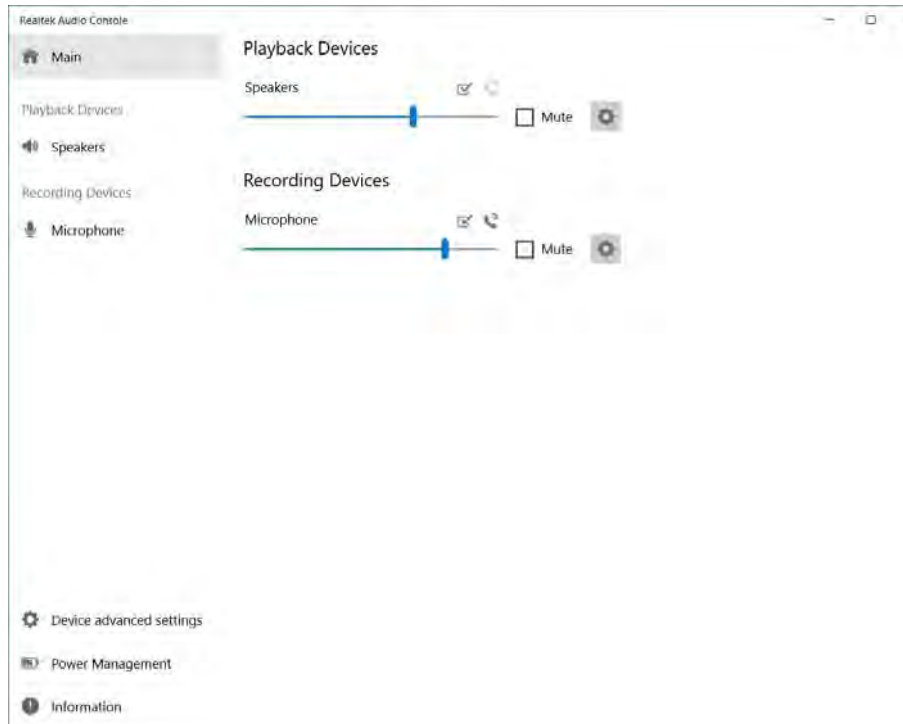 Realtek Audio Console
Main
Playback Devices
Speakers
Recording Devices
Microphone
Device advanced settings
Power Management
Information
Playback Devices
Speakers
Mute
Recording Devices
Microphone
Mute